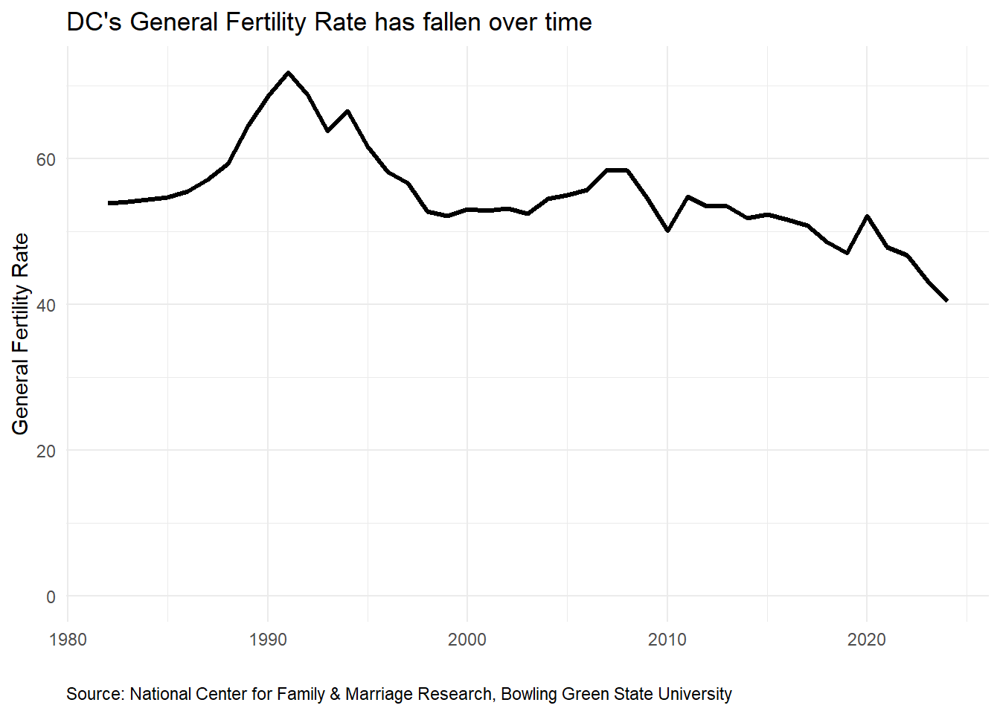 DC's General Fertility Rate has fallen over time
General Fertility Rate
60
40
20
0
1980 1990 2000 2010 2020
Source: National Center for Family & Marriage Research, Bowling Green State University